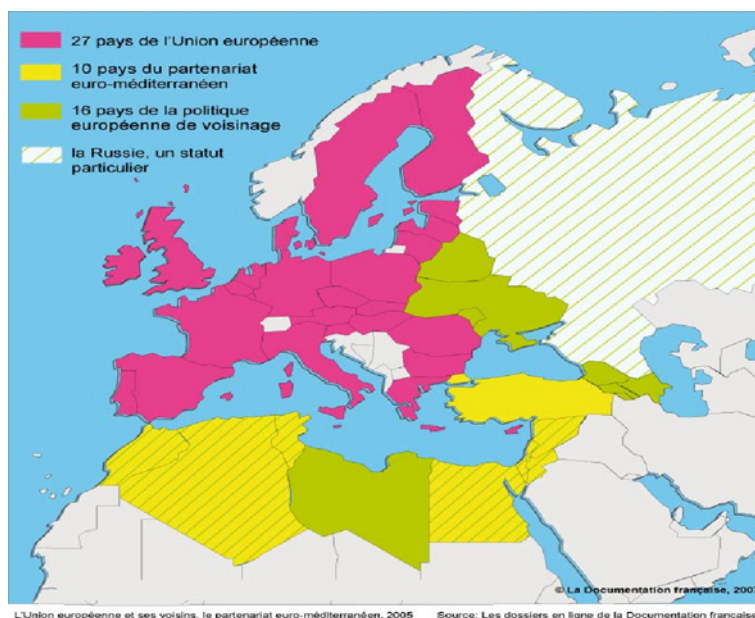 27 pays de l'Union européenne
10 pays du partenariat
euro-méditerranéen
16 pays de la politique
européenne de voisinage
la Russie, un statut
particulier
© La Documentation française, 2007
L'Union européenne et ses voisins, le partenariat euro-méditerranéen, 2005 Source: Les dossiers en ligne de la Documentation française